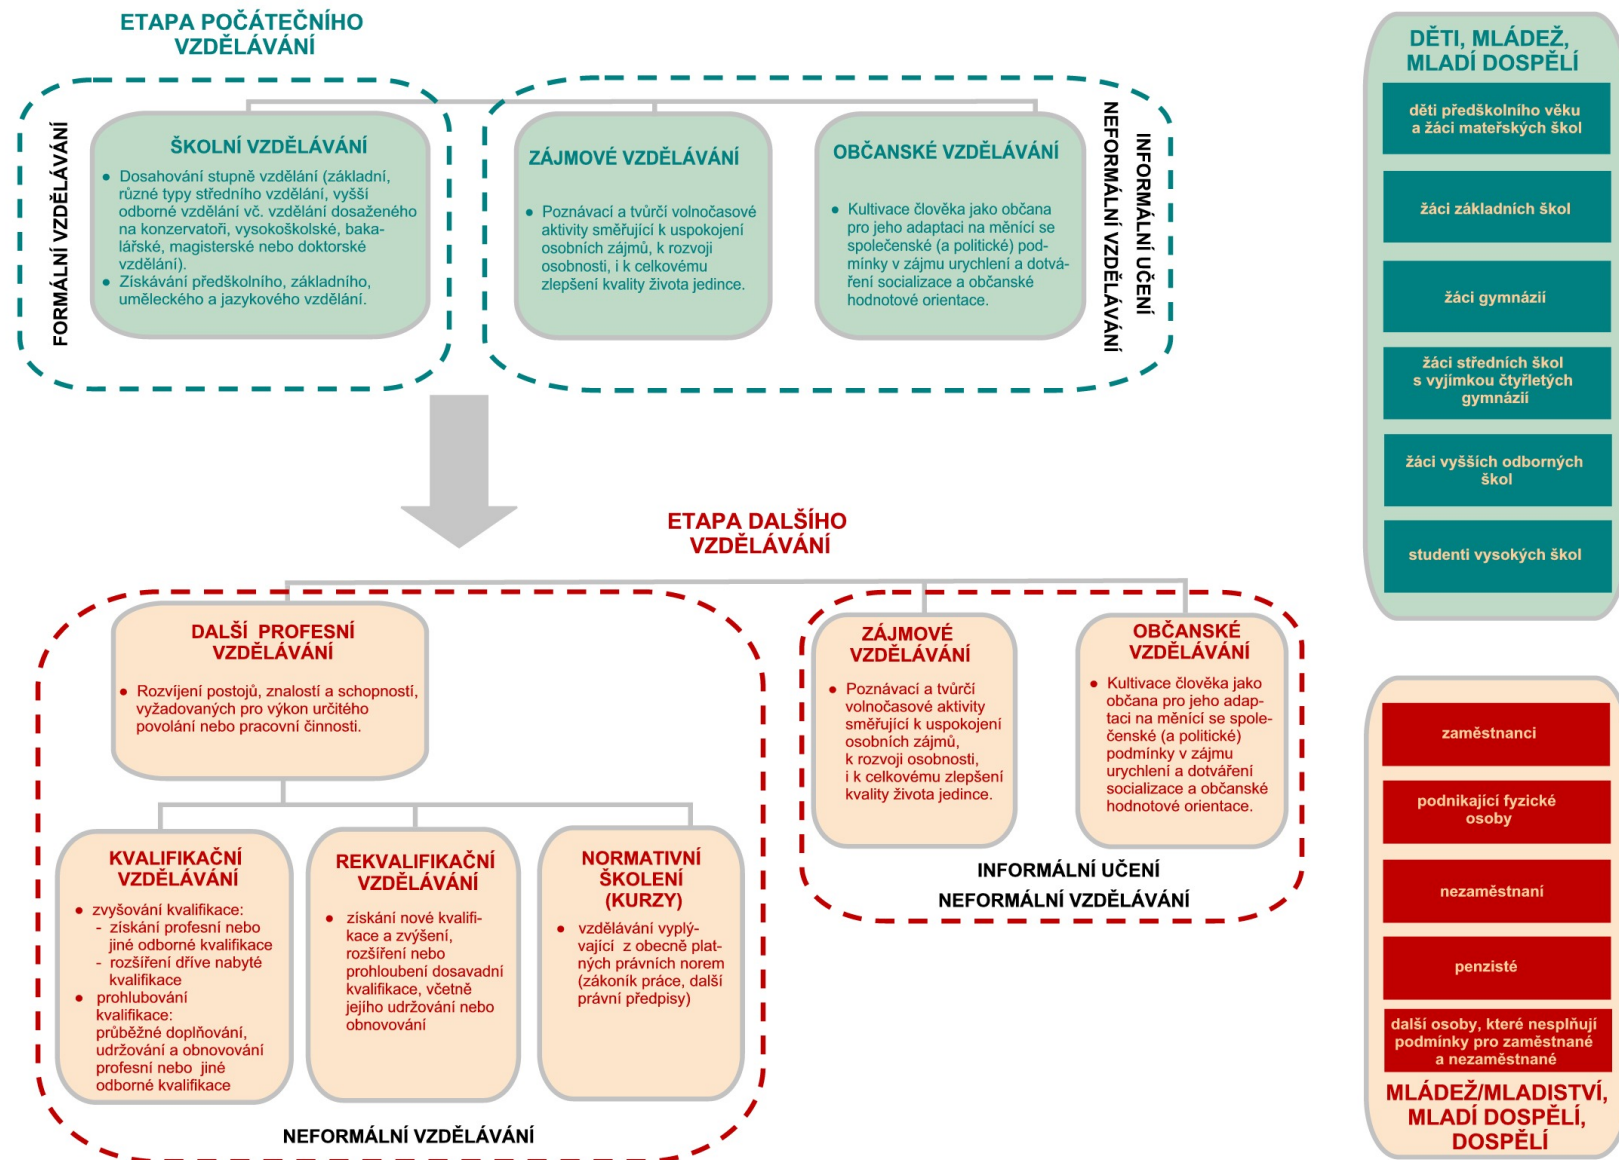 ETAPA POČÁTEČNÍHO
VZDĚLÁVÁNÍ
FORMÁLNÍ VZDĚLÁVÁNÍ
ŠKOLNÍ VZDĚLÁVÁNÍ
● Dosahování stupně vzdělání (základní,
různé typy středního vzdělání, vyšší
odborné vzdělání vč. vzdělání dosaženého
na konzervatoři, vysokoškolské, baka-
lářské, magisterské nebo doktorské
vzdělání).
● Získávání předškolního, základního,
uměleckého a jazykového vzdělání.
ZÁJMOVÉ VZDĚLÁVÁNÍ
● Poznávací a tvůrčí volnočasové
aktivity směřující k uspokojení
osobních zájmů, k rozvoji
osobnosti, i k celkovému
zlepšení kvality života jedince.
OBČANSKÉ VZDĚLÁVÁNÍ
● Kultivace člověka jako občana
pro jeho adaptaci na měnící se
společenské (a politické) pod-
mínky v zájmu urychlení a dotvá-
ření socializace a občanské
hodnotové orientace.
INFORMÁLNÍ UČENÍ
NEFORMÁLNÍ VZDĚLÁVÁNÍ
ETAPA DALŠÍHO
VZDĚLÁVÁNÍ
DALŠÍ PROFESNÍ
VZDĚLÁVÁNÍ
● Rozvíjení postojů, znalostí a schopností,
vyžadovaných pro výkon určitého
povolání nebo pracovní činnosti.
KVALIFIKAČNÍ
VZDĚLÁVÁNÍ
● zvyšování kvalifikace:
- získání profesní nebo
jiné odborné kvalifikace
- rozšíření dříve nabyté
kvalifikace
● prohlubování
kvalifikace:
průběžné doplňování,
udržování a obnovování
profesní nebo jiné
odborné kvalifikace
REKVALIFIKAČNÍ
VZDĚLÁVÁNÍ
● získání nové kvalifi-
kace a zvýšení,
rozšíření nebo
prohloubení dosavadní
kvalifikace, včetně
jejího udržování nebo
obnovování
NORMATIVNÍ
ŠKOLENÍ
(KURZY)
● vzdělávání vyplý-
vající z obecně plat-
ných právních norem
(zákoník práce, další
právní předpisy)
NEFORMÁLNÍ VZDĚLÁVÁNÍ
ZÁJMOVÉ
VZDĚLÁVÁNÍ
● Poznávací a tvůrčí
volnočasové aktivity
směřující k uspokojení
osobních zájmů,
k rozvoji osobnosti,
i k celkovému zlepšení
kvality života jedince.
OBČANSKÉ
VZDĚLÁVÁNÍ
● Kultivace člověka jako
občana pro jeho adap-
taci na měnící se spole-
čenské (a politické)
podmínky v zájmu
urychlení a dotváření
socializace a občanské
hodnotové orientace.
INFORMÁLNÍ UČENÍ
NEFORMÁLNÍ VZDĚLÁVÁNÍ
DĚTI, MLÁDEŽ,
MLADÍ DOSPĚLÍ
děti předškolního věku
a žáci mateřských škol
žáci základních škol
žáci gymnázií
žáci středních škol
s vyjímkou čtyřletých
gymnázií
žáci vyšších odborných
škol
studenti vysokých škol
zaměstnanci
podnikající fyzické
osoby
nezaměstnaní
penzisté
další osoby, které nesplňují
podmínky pro zaměstnané
a nezaměstnané
MLÁDEŽ/MLADISTVÍ,
MLADÍ DOSPĚLÍ,
DOSPĚLÍ